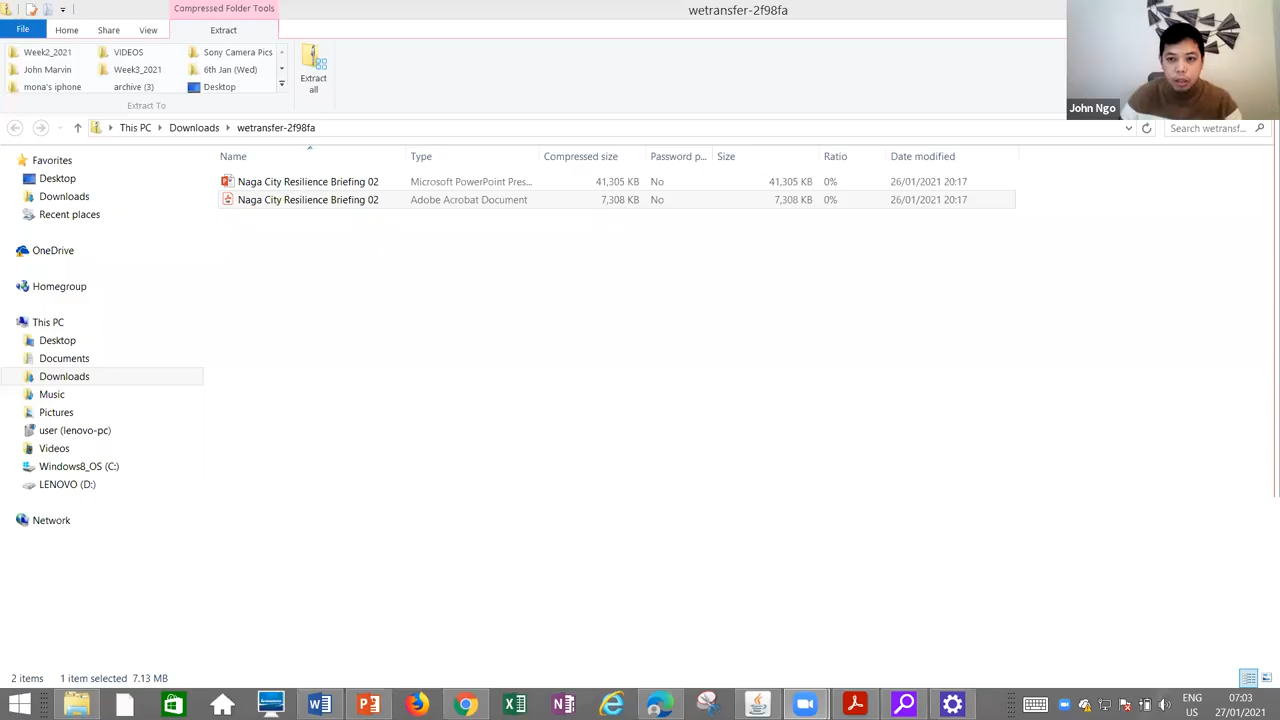 Compressed Folder Tools
wetransfer-2f98fa
File Home Share View Extract
Week2_2021 VIDEOS Sony Camera Pics
John Marvin Week3_2021 6th Jan (Wed)
mona's iphone archive (3) Desktop
Extract all
Extract To
John Ngo
This PC Downloads wetransfer-2f98fa Search wetransf...
Name Type Compressed size Password p... Size Ratio Date modified
Naga City Resilience Briefing 02 Microsoft PowerPoint Pres... 41,305 KB No 41,305 KB 0% 26/01/2021 20:17
Naga City Resilience Briefing 02 Adobe Acrobat Document 7,308 KB No 7,308 KB 0% 26/01/2021 20:17
Favorites
Desktop
Downloads
Recent places
OneDrive
Homegroup
This PC
Desktop
Documents
Downloads
Music
Pictures
user (lenovo-pc)
Videos
Windows8_OS (C:)
LENOVO (D:)
Network
2 items 1 item selected 7.13 MB
ENG 07:03
US 27/01/2021